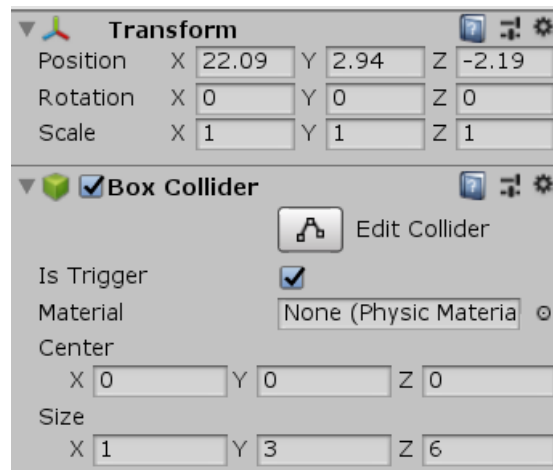 Transform
Position X 22.09 Y 2.94 Z -2.19
Rotation X 0 Y 0 Z 0
Scale X 1 Y 1 Z 1
Box Collider
Edit Collider
Is Trigger
Material None (Physic Materia
Center
X 0 Y 0 Z 0
Size
X 1 Y 3 Z 6